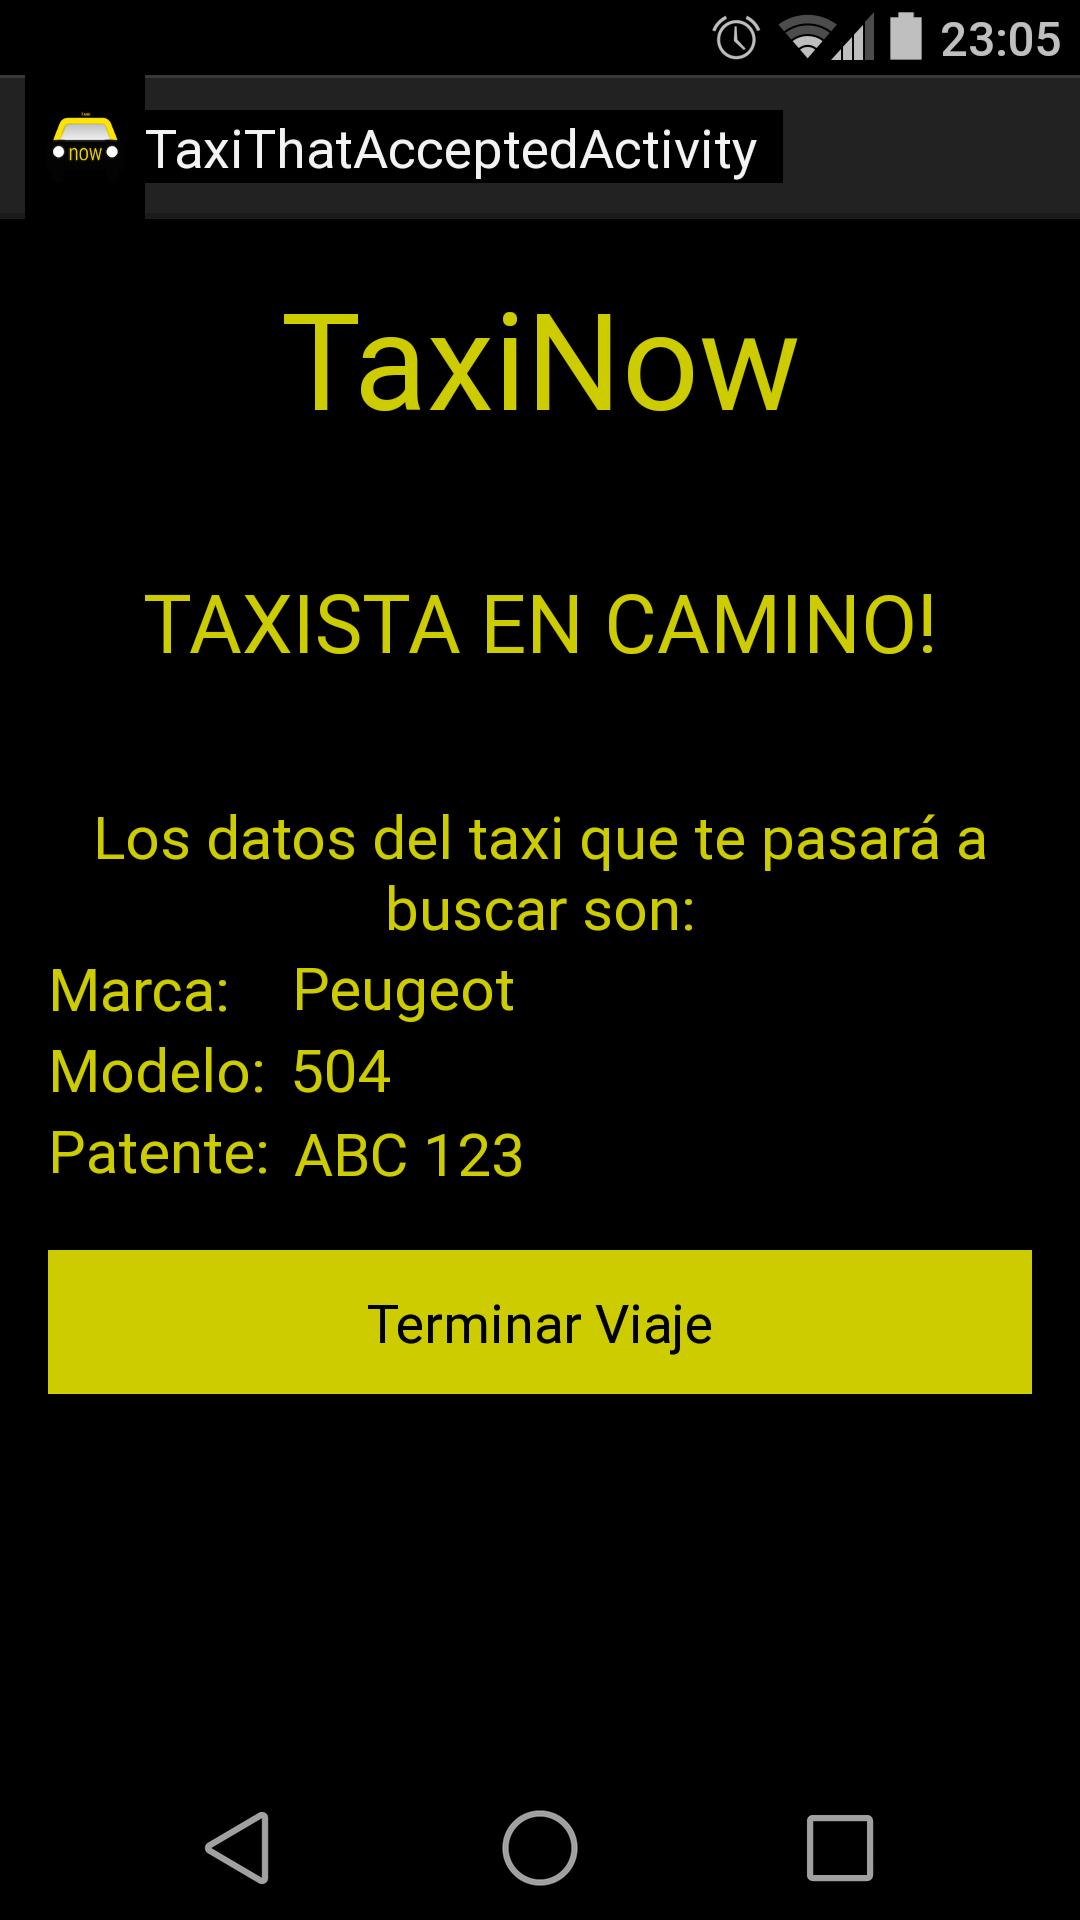 23:05
now
TaxiThatAcceptedActivity
TaxiNow
TAXISTA EN CAMINO!
Los datos del taxi que te pasará a
buscar son:
Marca: Peugeot
Modelo: 504
Patente: ABC 123
Terminar Viaje